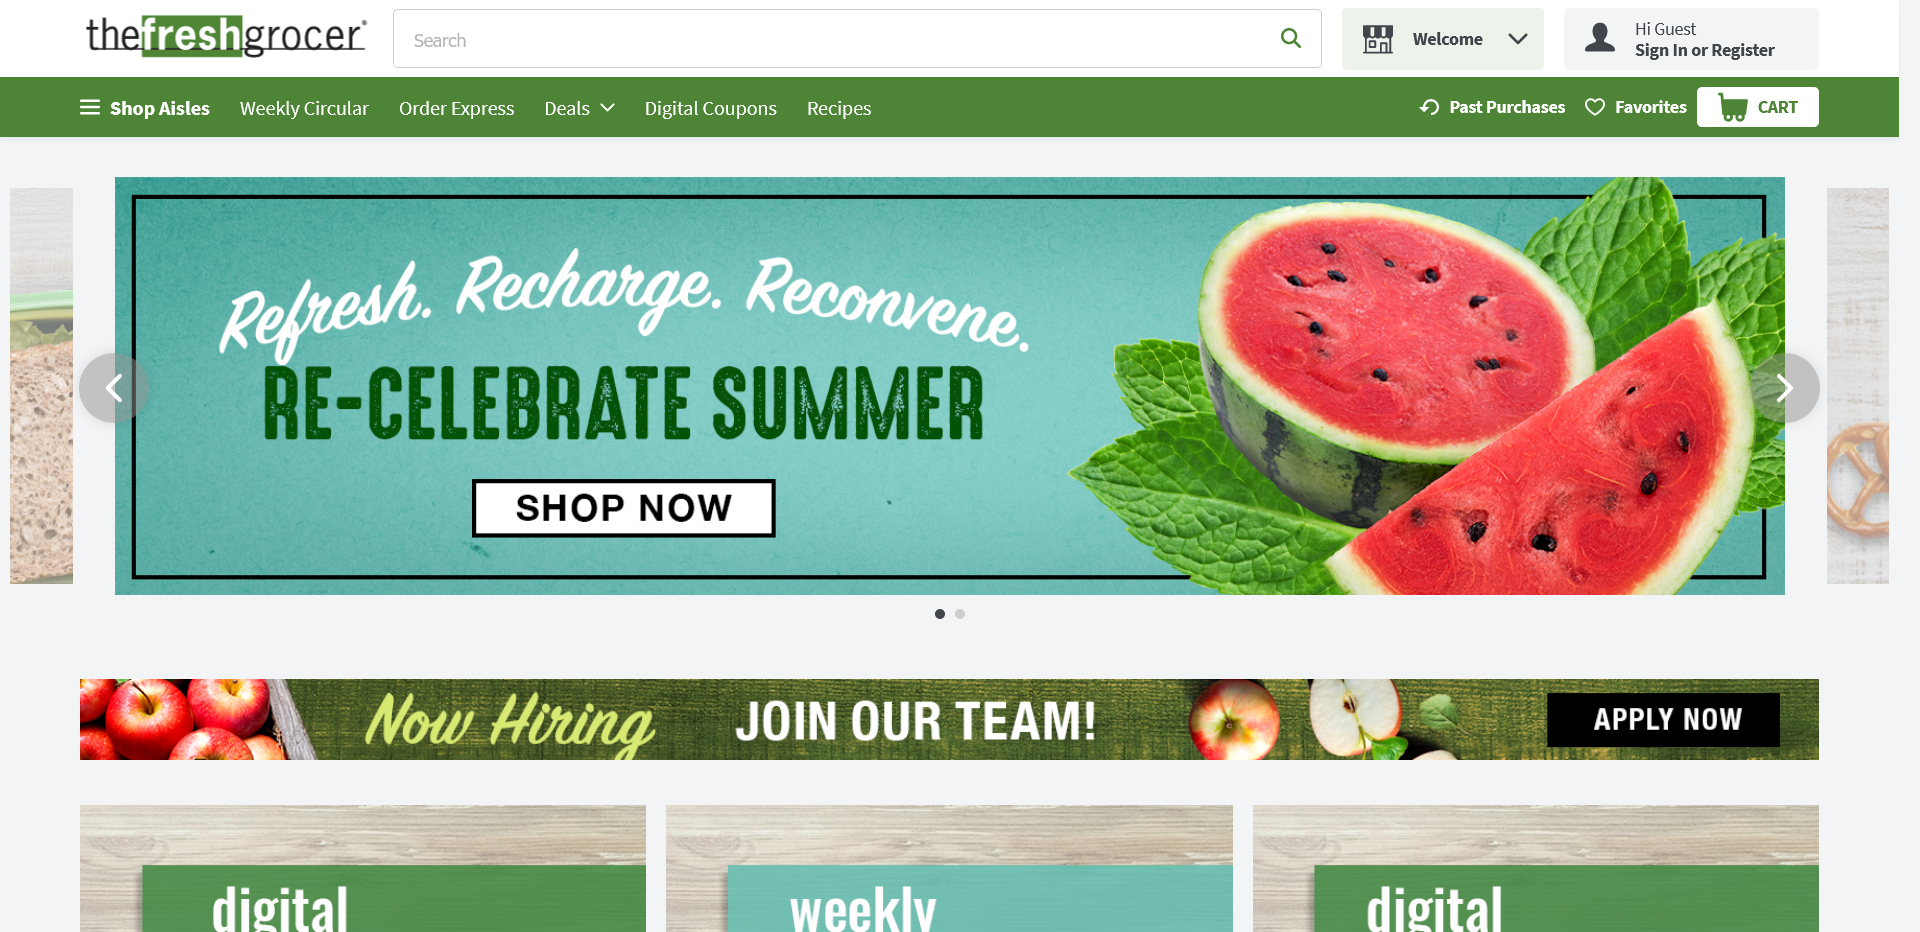 thefreshgrocer®
Search
Welcome
Hi Guest
Sign In or Register
Shop Aisles
Weekly Circular
Order Express
Deals
Digital Coupons
Recipes
Past Purchases
Favorites
CART
Refresh. Recharge. Reconvene.
RE-CELEBRATE SUMMER
SHOP NOW
Now Hiring JOIN OUR TEAM!
APPLY NOW
digital
weekly
digital